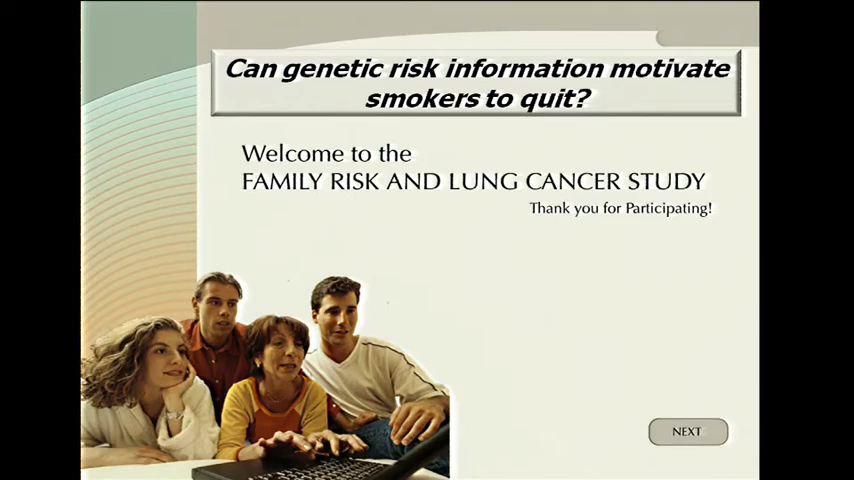 Can genetic risk information motivate
smokers to quit?
Welcome to the
FAMILY RISK AND LUNG CANCER STUDY
Thank you for Participating!
NEXT